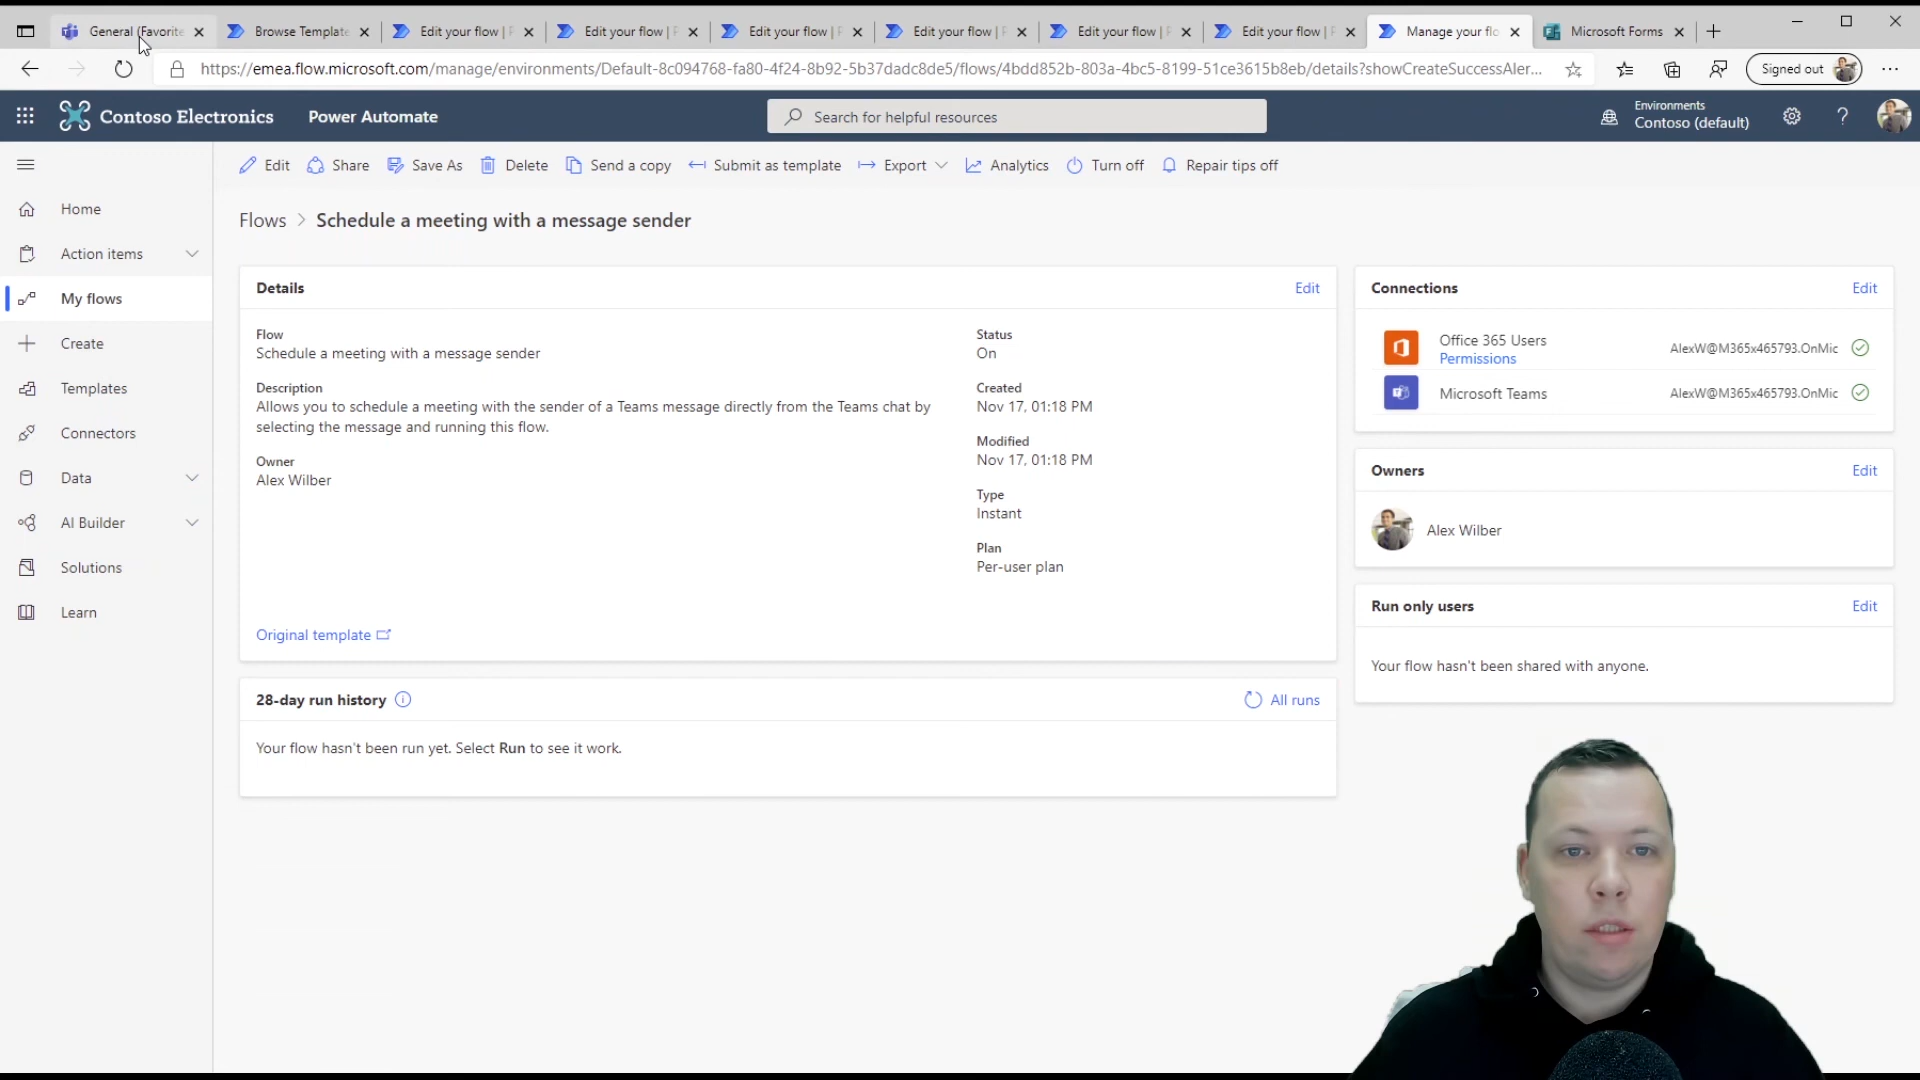 General (Favorite
Browse Template
Edit your flow |
Edit your flow |
Edit your flow |
Edit your flow |
Edit your flow |
Edit your flow |
Manage your flo
Microsoft Forms
https://emea.flow.microsoft.com/manage/environments/Default-8c094768-fa80-4f24-8b92-5b37dadc8de5/flows/4bdd852b-803a-4bc5-8199-51ce3615b8eb/details?showCreateSuccessAler...
Signed out
Contoso Electronics
Power Automate
Search for helpful resources
Environments
Contoso (default)
Edit
Share
Save As
Delete
Send a copy
Submit as template
Export
Analytics
Turn off
Repair tips off
Home
Action items
My flows
Create
Templates
Connectors
Data
AI Builder
Solutions
Learn
Flows > Schedule a meeting with a message sender
Details
Edit
Flow
Schedule a meeting with a message sender
Description
Allows you to schedule a meeting with the sender of a Teams message directly from the Teams chat by
selecting the message and running this flow.
Owner
Alex Wilber
Status
On
Created
Nov 17, 01:18 PM
Modified
Nov 17, 01:18 PM
Type
Instant
Plan
Per-user plan
Original template
28-day run history
All runs
Your flow hasn't been run yet. Select Run to see it work.
Connections
Edit
Office 365 Users
Permissions
AlexW@M365x465793.OnMic
Microsoft Teams
AlexW@M365x465793.OnMic
Owners
Edit
Alex Wilber
Run only users
Edit
Your flow hasn't been shared with anyone.